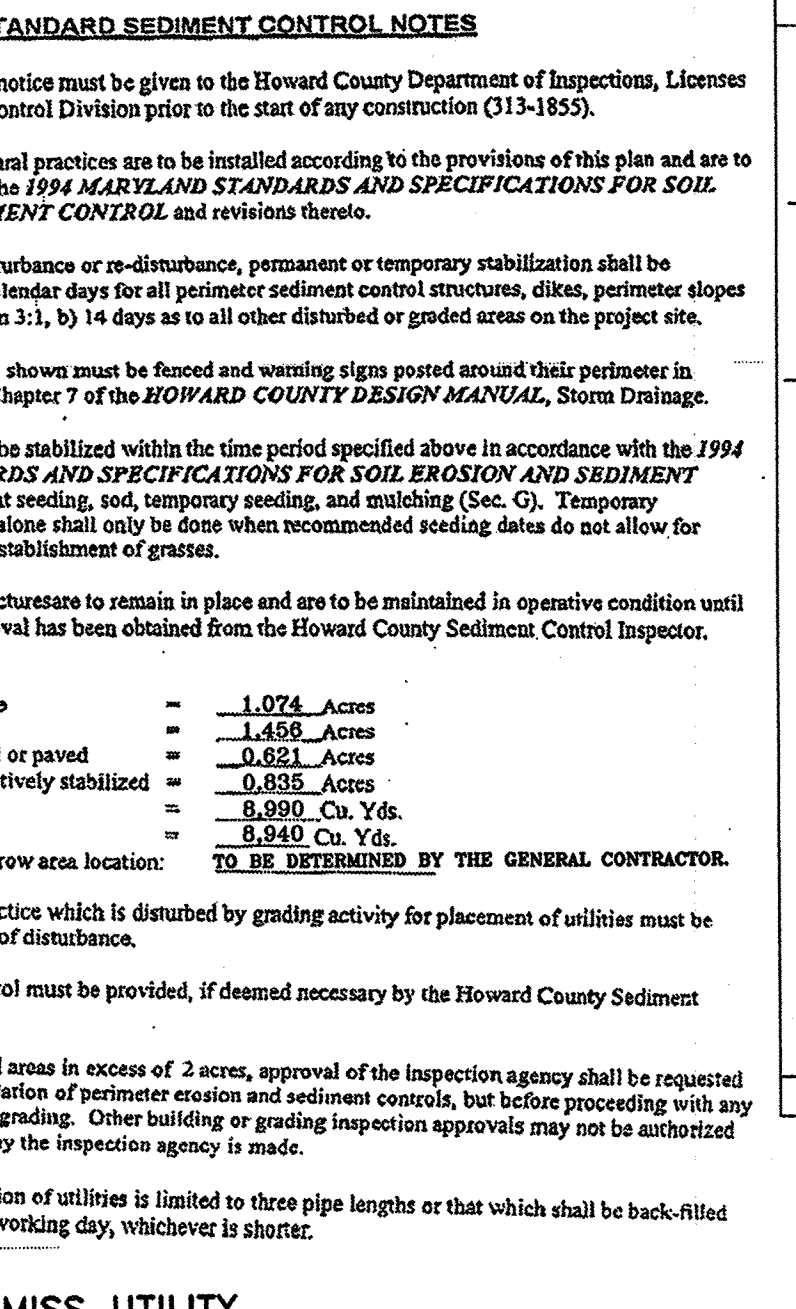 TANDARD SEDIMENT CONTROL NOTES
notice must be given to the Howard County Department of Inspections, Licenses
ontrol Division prior to the start of any construction (313-1855).
ural practices are to be installed according to the provisions of this plan and are to
he 1994 MARYLAND STANDARDS AND SPECIFICATIONS FOR SOIL
MENT CONTROL and revisions thereto.
urbance or re-disturbance, permanent or temporary stabilization shall be
lendar days for all perimeter sediment control structures, dikes, perimeter slopes
n 3:1, b) 14 days as to all other disturbed or graded areas on the project site.
shown must be fenced and warning signs posted around their perimeter in
hapter 7 of the HOWARD COUNTY DESIGN MANUAL, Storm Drainage.
be stabilized within the time period specified above in accordance with the 1994
RDS AND SPECIFICATIONS FOR SOIL EROSION AND SEDIMENT
nt seeding, sod, temporary seeding, and mulching (Sec. G). Temporary
alone shall only be done when recommended seeding dates do not allow for
stablishment of grasses.
cturesare to remain in place and are to be maintained in operative condition until
val has been obtained from the Howard County Sediment Control Inspector.
= 1.074 Acres
= 1.456 Acres
or paved = 0.621 Acres
tively stabilized = 0.835 Acres
= 8,990 Cu. Yds.
= 8,940 Cu. Yds.
row area location: TO BE DETERMINED BY THE GENERAL CONTRACTOR.
ctice which is disturbed by grading activity for placement of utilities must be
of disturbance.
rol must be provided, if deemed necessary by the Howard County Sediment
areas in excess of 2 acres, approval of the inspection agency shall be requested
lation of perimeter erosion and sediment controls, but before proceeding with any
grading. Other building or grading inspection approvals may not be authorized
by the inspection agency is made.
ion of utilities is limited to three pipe lengths or that which shall be back-filled
working day, whichever is shorter.
MISS UTILITY